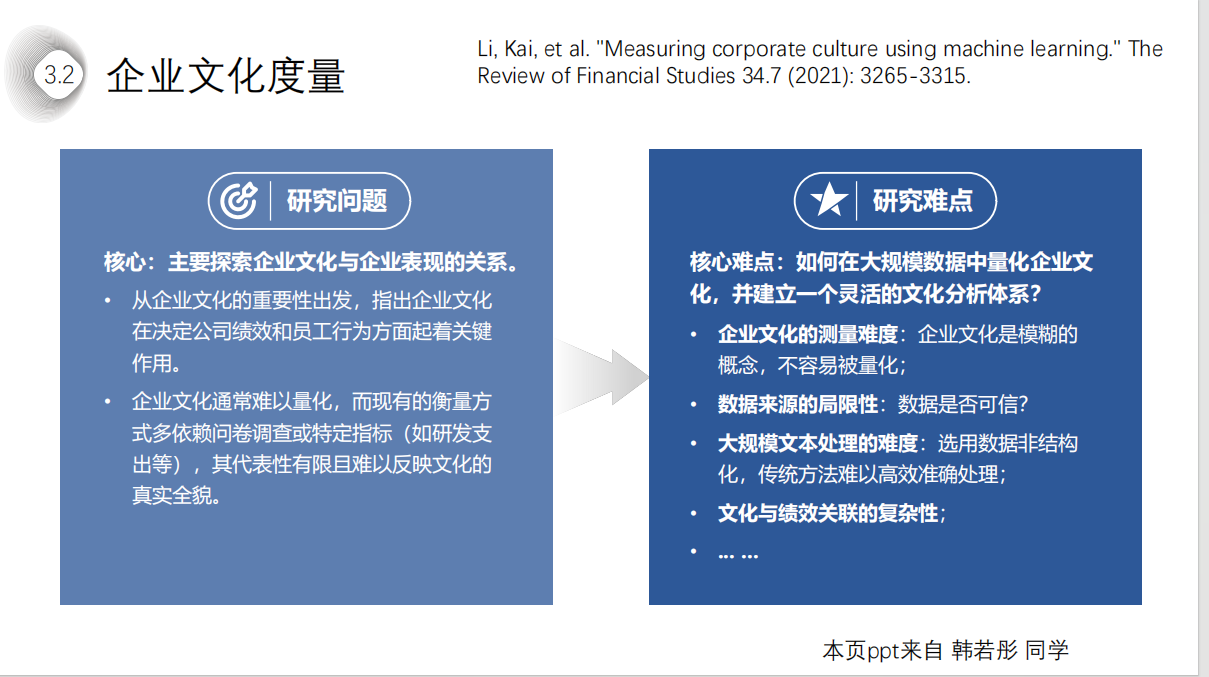 3.2
企业文化度量
Li, Kai, et al. "Measuring corporate culture using machine learning." The
Review of Financial Studies 34.7 (2021): 3265-3315.
研究问题
核心：主要探索企业文化与企业表现的关系。
• 从企业文化的重要性出发，指出企业文化
在决定公司绩效和员工行为方面起着关键
作用。
• 企业文化通常难以量化，而现有的衡量方
式多依赖问卷调查或特定指标（如研发支
出等），其代表性有限且难以反映文化的
真实全貌。
研究难点
核心难点：如何在大规模数据中量化企业文
化，并建立一个灵活的文化分析体系？
• 企业文化的测量难度：企业文化是模糊的
概念，不容易被量化；
• 数据来源的局限性：数据是否可信？
• 大规模文本处理的难度：选用数据非结构
化，传统方法难以高效准确处理；
• 文化与绩效关联的复杂性；
• ... ...
本页ppt来自 韩若彤 同学